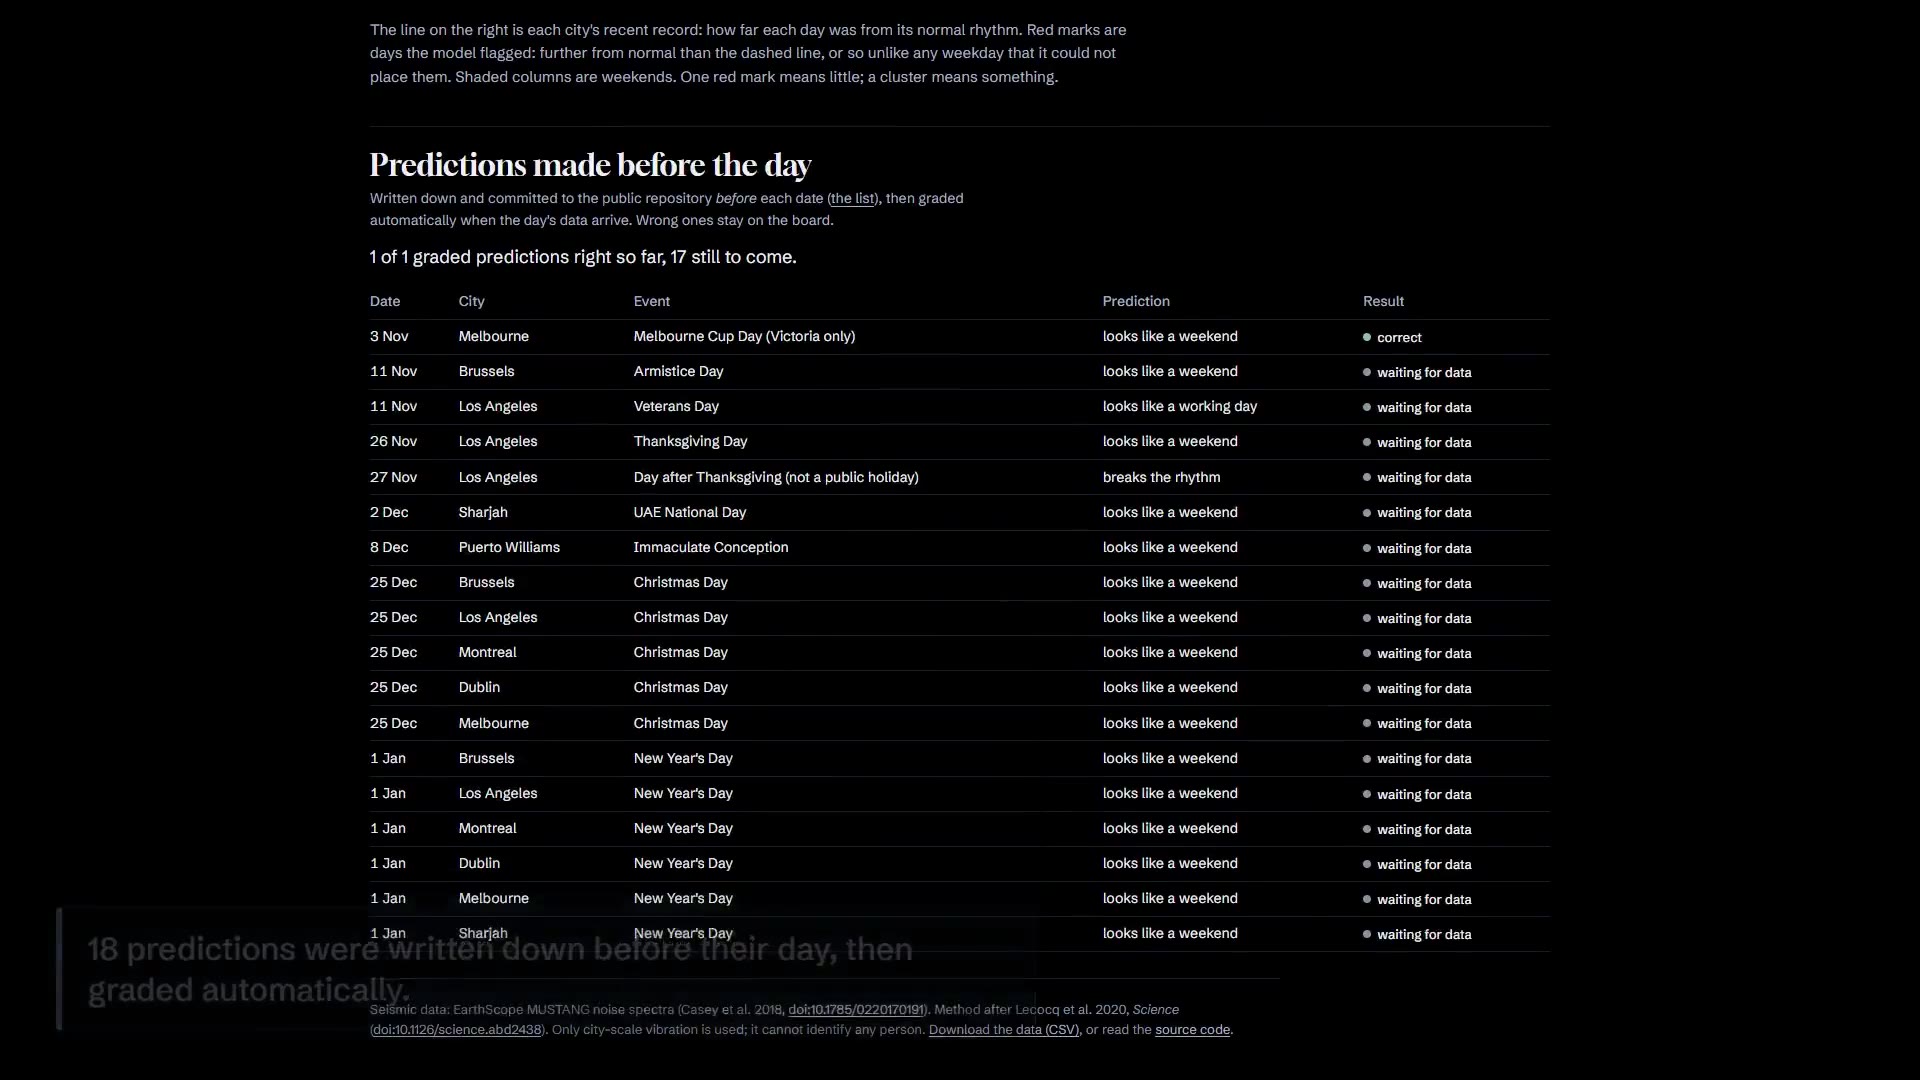 The line on the right is each city's recent record: how far each day was from its normal rhythm. Red marks are
days the model flagged: further from normal than the dashed line, or so unlike any weekday that it could not
place them. Shaded columns are weekends. One red mark means little; a cluster means something.
Predictions made before the day
Written down and committed to the public repository before each date (the list), then graded
automatically when the day's data arrive. Wrong ones stay on the board.
1 of 1 graded predictions right so far, 17 still to come.
Date City Event Prediction Result
3 Nov Melbourne Melbourne Cup Day (Victoria only) looks like a weekend correct
11 Nov Brussels Armistice Day looks like a weekend waiting for data
11 Nov Los Angeles Veterans Day looks like a working day waiting for data
26 Nov Los Angeles Thanksgiving Day looks like a weekend waiting for data
27 Nov Los Angeles Day after Thanksgiving (not a public holiday) breaks the rhythm waiting for data
2 Dec Sharjah UAE National Day looks like a weekend waiting for data
8 Dec Puerto Williams Immaculate Conception looks like a weekend waiting for data
25 Dec Brussels Christmas Day looks like a weekend waiting for data
25 Dec Los Angeles Christmas Day looks like a weekend waiting for data
25 Dec Montreal Christmas Day looks like a weekend waiting for data
25 Dec Dublin Christmas Day looks like a weekend waiting for data
25 Dec Melbourne Christmas Day looks like a weekend waiting for data
1 Jan Brussels New Year's Day looks like a weekend waiting for data
1 Jan Los Angeles New Year's Day looks like a weekend waiting for data
1 Jan Montreal New Year's Day looks like a weekend waiting for data
1 Jan Dublin New Year's Day looks like a weekend waiting for data
1 Jan Melbourne New Year's Day looks like a weekend waiting for data
1 Jan Sharjah New Year's Day looks like a weekend waiting for data
18 predictions were written down before their day, then
graded automatically.
Seismic data: EarthScope MUSTANG noise spectra (Casey et al. 2018, doi:10.1785/0220170191). Method after Lecocq et al. 2020, Science
(doi:10.1126/science.abd2438). Only city-scale vibration is used; it cannot identify any person. Download the data (CSV), or read the source code.